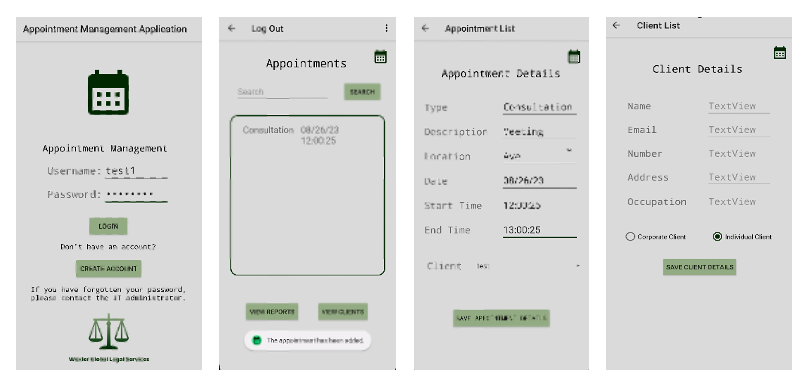 Appointment Management Application
Appointment Management
Username: test1
Password: ••••••••
LOGIN
Don't have an account?
CREATE ACCOUNT
If you have forgotten your password,
please contact the IT administrator.
Global Legal Services
Log Out
Appointments
Search
SEARCH
Consultation 08/26/23
12:00:25
VIEW REPORTS
VIEW CLIENTS
The appointment has been added.
Appointment List
Appointment Details
Type Consultation
Description Meeting
Location
Date 08/26/23
Start Time 12:00:25
End Time 13:00:25
Client test
SAVE APPOINTMENT DETAILS
Client List
Client Details
Name TextView
Email TextView
Number TextView
Address TextView
Occupation TextView
Corporate Client
Individual Client
SAVE CLIENT DETAILS